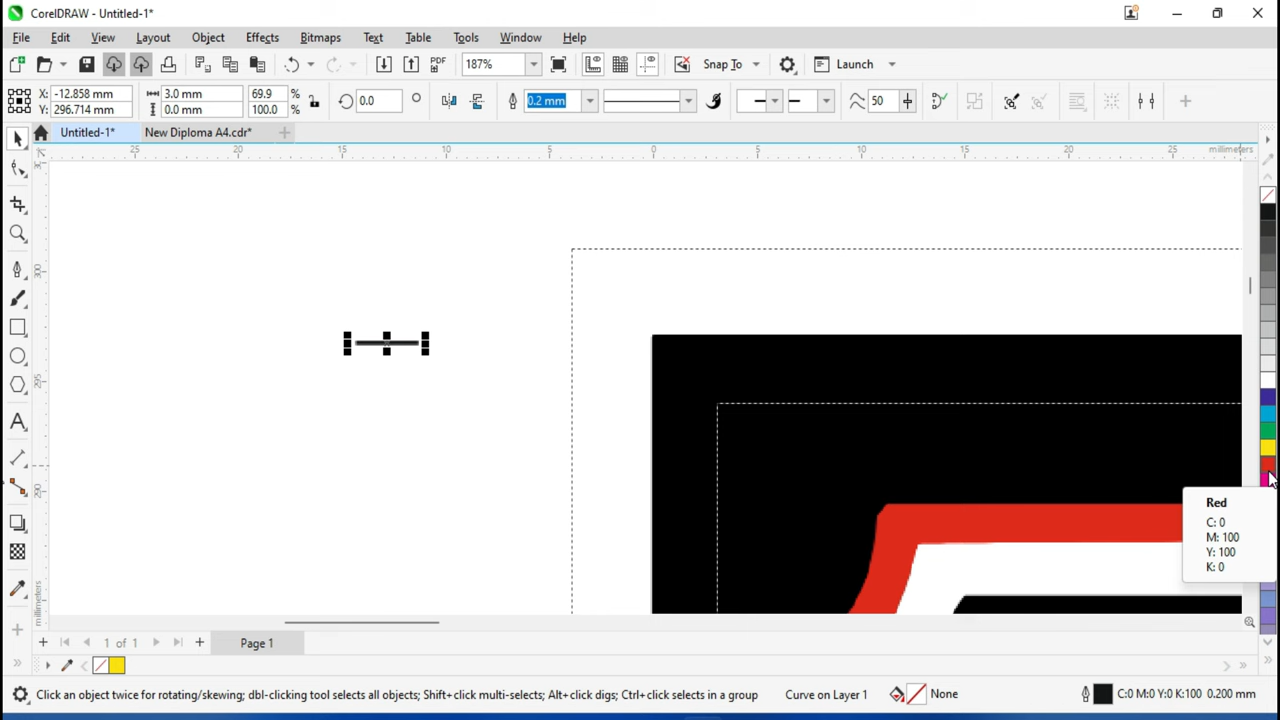 CorelDRAW - Untitled-1*
File Edit View Layout Object Effects Bitmaps Text Table Tools Window Help
PDF 187% Snap To Launch
X: -12.858 mm 3.0 mm 69.9 % 0.0 0.2 mm 50
Y: 296.714 mm 0.0 mm 100.0 %
Untitled-1* New Diploma A4.cdr*
25 20 15 10 5 0 5 10 15 20 25 millimeters
300
295
290
millimeters
Red
C: 0
M: 100
Y: 100
K: 0
1 of 1 Page 1
Click an object twice for rotating/skewing; dbl-clicking tool selects all objects; Shift+click multi-selects; Alt+click digs; Ctrl+click selects in a group Curve on Layer 1 None C:0 M:0 Y:0 K:100 0.200 mm